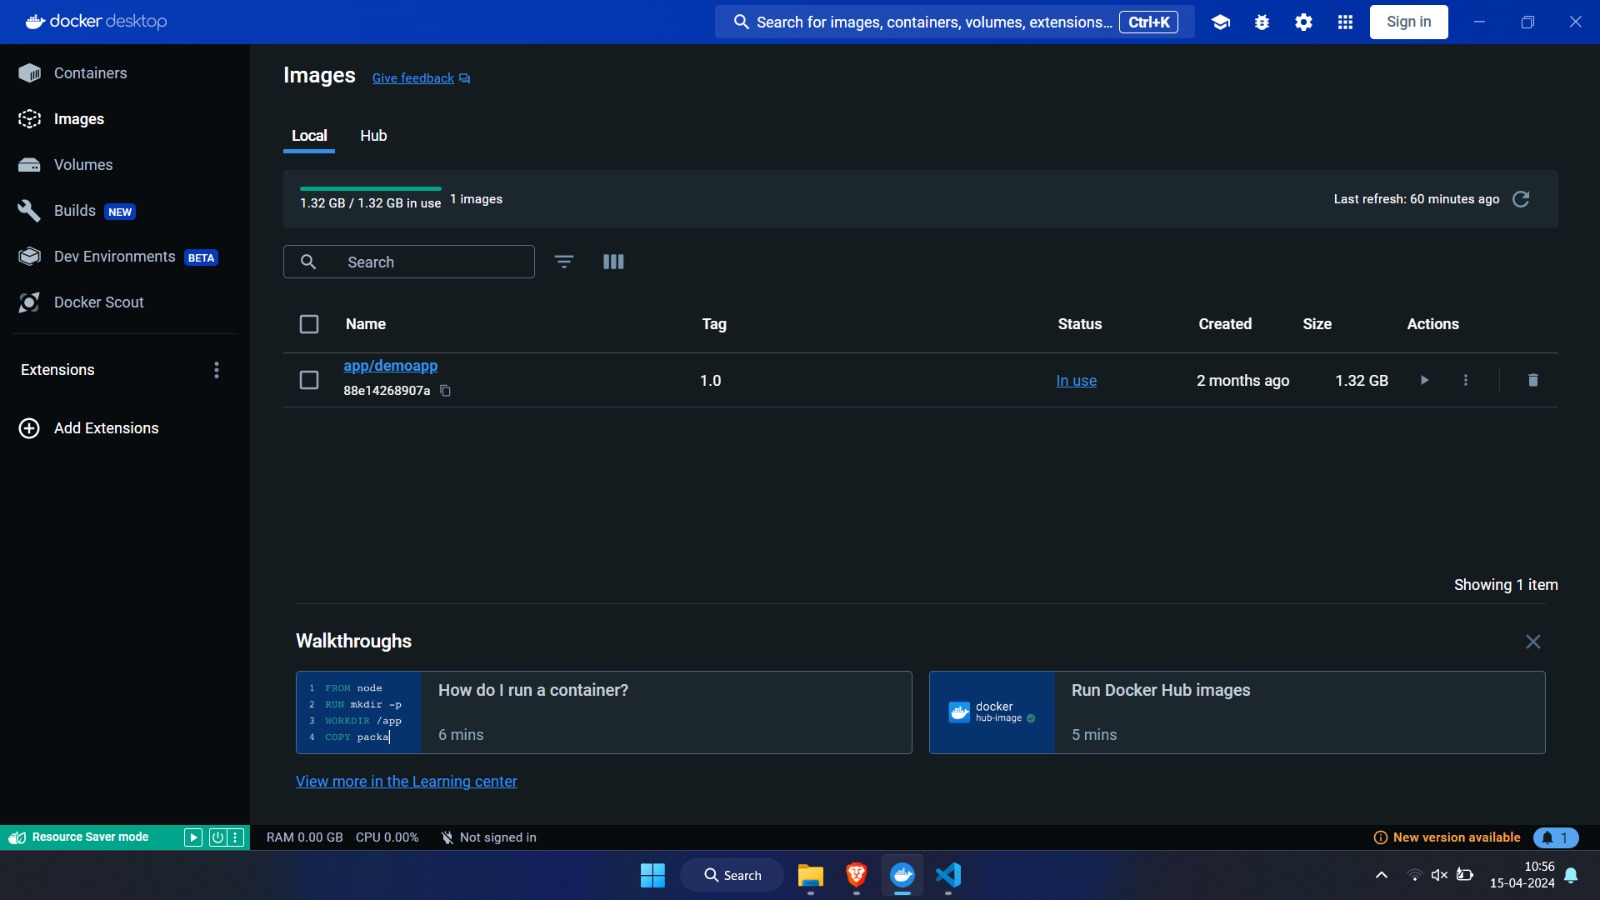 docker desktop
Search for images, containers, volumes, extensions... Ctrl+K
Sign in
Containers
Images
Volumes
Builds NEW
Dev Environments BETA
Docker Scout
Extensions
Add Extensions
Images Give feedback
Local Hub
1.32 GB / 1.32 GB in use 1 images
Last refresh: 60 minutes ago
Search
Name Tag Status Created Size Actions
app/demoapp
88e14268907a
1.0 In use 2 months ago 1.32 GB
Showing 1 item
Walkthroughs
1 FROM node
2 RUN mkdir -p
3 WORKDIR /app
4 COPY packa
How do I run a container?
6 mins
docker
hub-image
Run Docker Hub images
5 mins
View more in the Learning center
Resource Saver mode
RAM 0.00 GB CPU 0.00% Not signed in
New version available 1
Search
10:56
15-04-2024